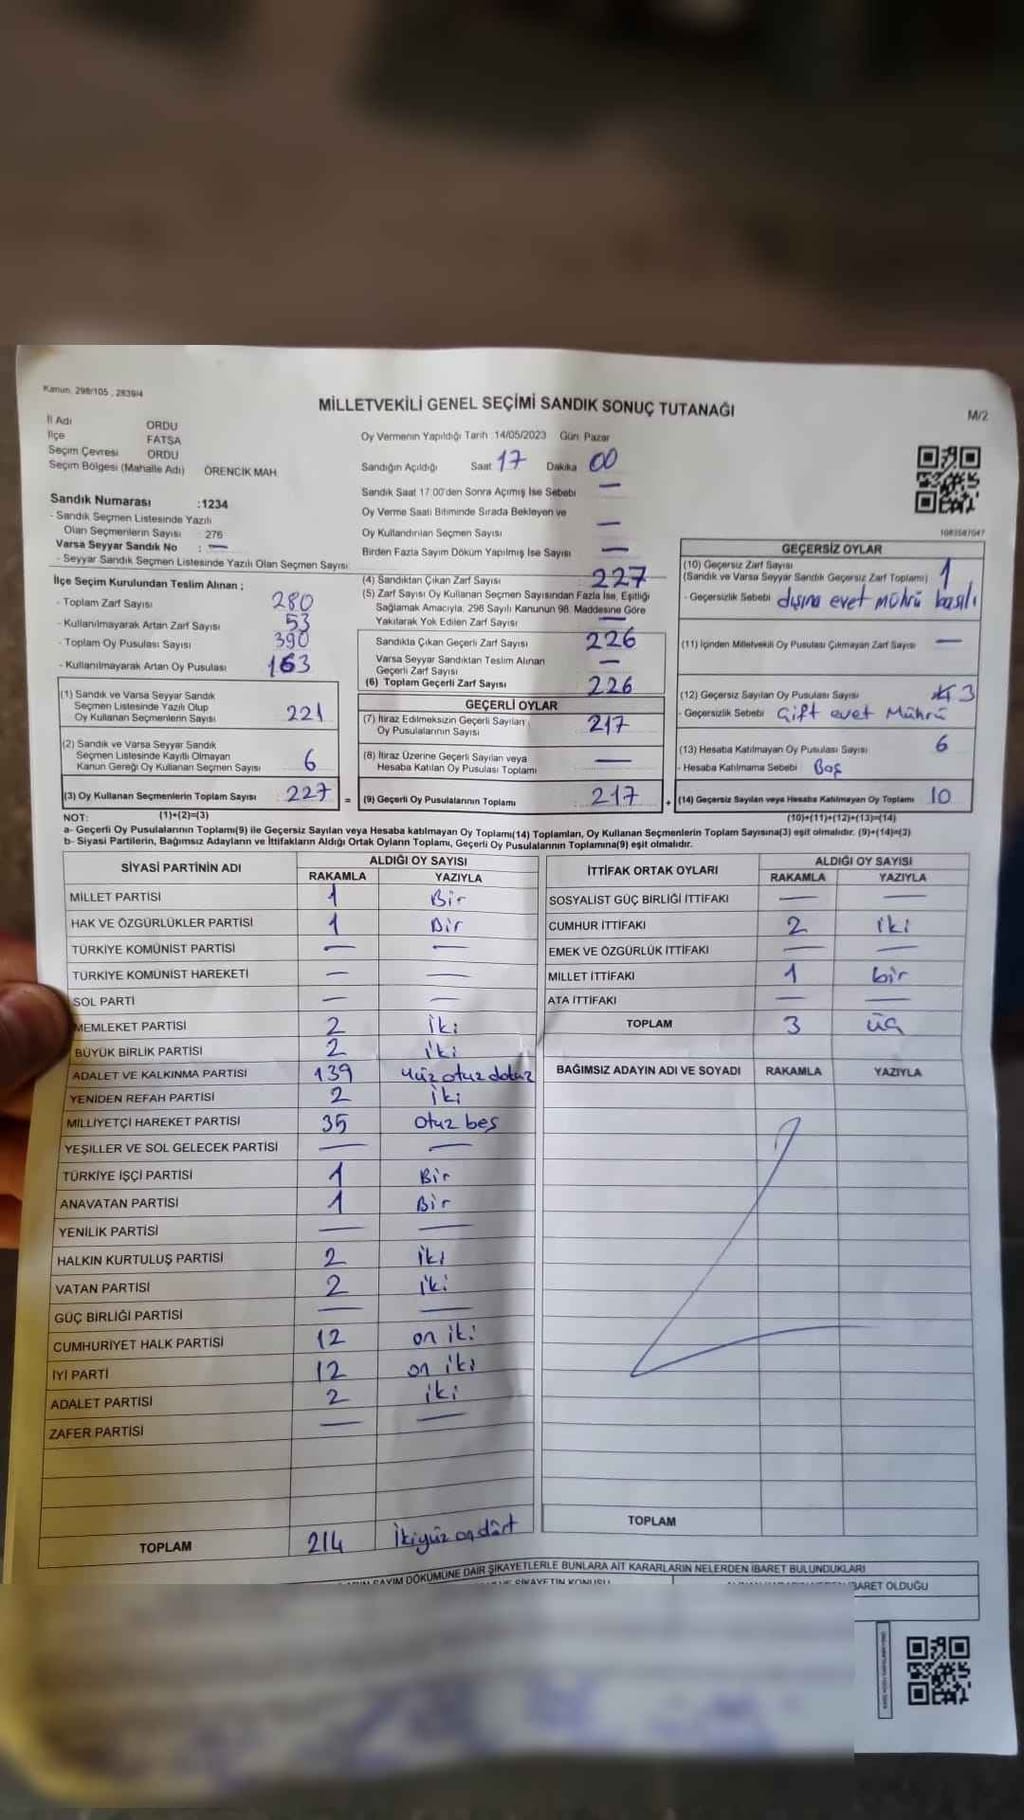 Kanun: 298/105 , 2839/4
MİLLETVEKİLİ GENEL SEÇİMİ SANDIK SONUÇ TUTANAĞI
M/2
İl Adı ORDU
İlçe FATSA
Seçim Çevresi ORDU
Seçim Bölgesi (Mahalle Adı) ÖRENCİK MAH.
Sandık Numarası :1234
- Sandık Seçmen Listesinde Yazılı
Olan Seçmenlerin Sayısı : 276
Varsa Seyyar Sandık No : —
- Seyyar Sandık Seçmen Listesinde Yazılı Olan Seçmen Sayısı
Oy Vermenin Yapıldığı Tarih :14/05/2023 Gün: Pazar
Sandığın Açıldığı Saat 17 Dakika 00
Sandık Saat 17:00'den Sonra Açımış İse Sebebi —
Oy Verme Saati Bitiminde Sırada Bekleyen ve
Oy Kullandırılan Seçmen Sayısı —
Birden Fazla Sayım Döküm Yapılmış İse Sayısı —
1083587047
İlçe Seçim Kurulundan Teslim Alınan ;
- Toplam Zarf Sayısı 280
- Kullanılmayarak Artan Zarf Sayısı 53
- Toplam Oy Pusulası Sayısı 390
- Kullanılmayarak Artan Oy Pusulası 163
(1) Sandık ve Varsa Seyyar Sandık
Seçmen Listesinde Yazılı Olup
Oy Kullanan Seçmenlerin Sayısı : 221
(2) Sandık ve Varsa Seyyar Sandık
Seçmen Listesinde Kayıtlı Olmayan
Kanun Gereği Oy Kullanan Seçmen Sayısı : 6
(3) Oy Kullanan Seçmenlerin Toplam Sayısı : 227 =
(4) Sandıktan Çıkan Zarf Sayısı : 227
(5) Zarf Sayısı Oy Kullanan Seçmen Sayısından Fazla İse, Eşitliği
Sağlamak Amacıyla, 298 Sayılı Kanunun 98. Maddesine Göre
Yakılarak Yok Edilen Zarf Sayısı —
Sandıkta Çıkan Geçerli Zarf Sayısı 226
Varsa Seyyar Sandıktan Teslim Alınan
Geçerli Zarf Sayısı —
(6) Toplam Geçerli Zarf Sayısı 226
GEÇERLİ OYLAR
(7) İtiraz Edilmeksizin Geçerli Sayılan
Oy Pusulalarının Sayısı : 217
(8) İtiraz Üzerine Geçerli Sayılan veya
Hesaba Katılan Oy Pusulası Toplamı : —
(9) Geçerli Oy Pusulalarının Toplamı : 217 +
GEÇERSİZ OYLAR
(10) Geçersiz Zarf Sayısı
(Sandık ve Varsa Seyyar Sandık Geçersiz Zarf Toplamı) 1
- Geçersizlik Sebebi dışına evet mührü basılı
(11) İçinden Milletvekili Oy Pusulası Çıkmayan Zarf Sayısı —
(12) Geçersiz Sayılan Oy Pusulası Sayısı 3
- Geçersizlik Sebebi Çift evet Mührü
(13) Hesaba Katılmayan Oy Pusulası Sayısı 6
- Hesaba Katılmama Sebebi Boş
(14) Geçersiz Sayılan veya Hesaba Katılmayan Oy Toplamı 10
NOT: (1)+(2)=(3)
(10)+(11)+(12)+(13)=(14)
a- Geçerli Oy Pusulalarının Toplamı(9) ile Geçersiz Sayılan veya Hesaba katılmayan Oy Toplamı(14) Toplamları, Oy Kullanan Seçmenlerin Toplam Sayısına(3) eşit olmalıdır. (9)+(14)=(3)
b- Siyasi Partilerin, Bağımsız Adayların ve İttifakların Aldığı Ortak Oyların Toplamı, Geçerli Oy Pusulalarının Toplamına(9) eşit olmalıdır.
SİYASİ PARTİNİN ADI ALDIĞI OY SAYISI
RAKAMLA YAZIYLA
MİLLET PARTİSİ 1 Bir
HAK VE ÖZGÜRLÜKLER PARTİSİ 1 Bir
TÜRKİYE KOMÜNİST PARTİSİ — —
TÜRKİYE KOMÜNİST HAREKETİ — —
SOL PARTİ — —
MEMLEKET PARTİSİ 2 iki
BÜYÜK BİRLİK PARTİSİ 2 iki
ADALET VE KALKINMA PARTİSİ 139 yüz otuz dokuz
YENİDEN REFAH PARTİSİ 2 iki
MİLLİYETÇİ HAREKET PARTİSİ 35 Otuz beş
YEŞİLLER VE SOL GELECEK PARTİSİ — —
TÜRKİYE İŞÇİ PARTİSİ 1 Bir
ANAVATAN PARTİSİ 1 Bir
YENİLİK PARTİSİ — —
HALKIN KURTULUŞ PARTİSİ 2 iki
VATAN PARTİSİ 2 iki
GÜÇ BİRLİĞİ PARTİSİ — —
CUMHURİYET HALK PARTİSİ 12 on iki
İYİ PARTİ 12 on iki
ADALET PARTİSİ 2 iki
ZAFER PARTİSİ — —
TOPLAM 214 İkiyüz on dört
İTTİFAK ORTAK OYLARI ALDIĞI OY SAYISI
RAKAMLA YAZIYLA
SOSYALİST GÜÇ BİRLİĞİ İTTİFAKI — —
CUMHUR İTTİFAKI 2 iki
EMEK VE ÖZGÜRLÜK İTTİFAKI — —
MİLLET İTTİFAKI 1 bir
ATA İTTİFAKI — —
TOPLAM 3 üç
BAĞIMSIZ ADAYIN ADI VE SOYADI RAKAMLA YAZIYLA
TOPLAM
SAYIM DÖKÜMÜNE DAİR ŞİKAYETLERLE BUNLARA AİT KARARLARIN NELERDEN İBARET BULUNDUKLARI
ŞİKAYETİN KONUSU
İBARET OLDUĞU